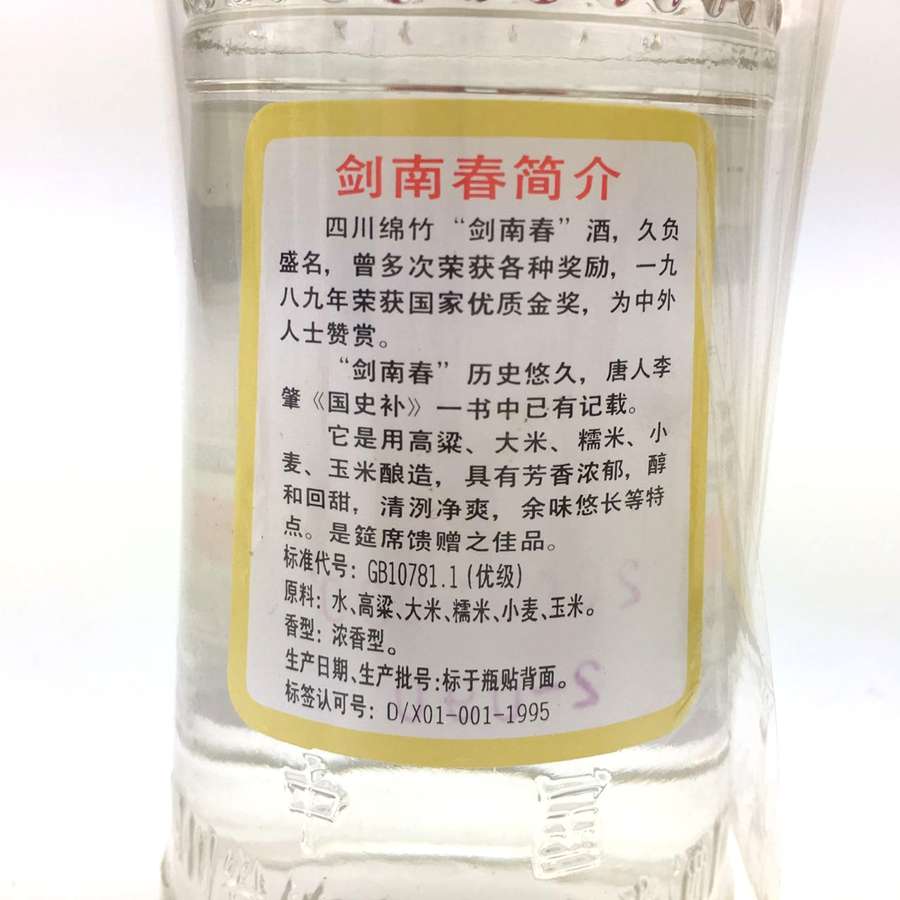 剑南春简介
四川绵竹“剑南春”酒，久负
盛名，曾多次荣获各种奖励，一九
八九年荣获国家优质金奖，为中外
人士赞赏。
“剑南春”历史悠久，唐人李
肇《国史补》一书中已有记载。
它是用高粱、大米、糯米、小
麦、玉米酿造，具有芳香浓郁，醇
和回甜，清洌净爽，余味悠长等特
点。是筵席馈赠之佳品。
标准代号：GB10781.1(优级)
原料：水、高粱、大米、糯米、小麦、玉米。
香型：浓香型。
生产日期、生产批号：标于瓶贴背面。
标签认可号：D/X01-001-1995